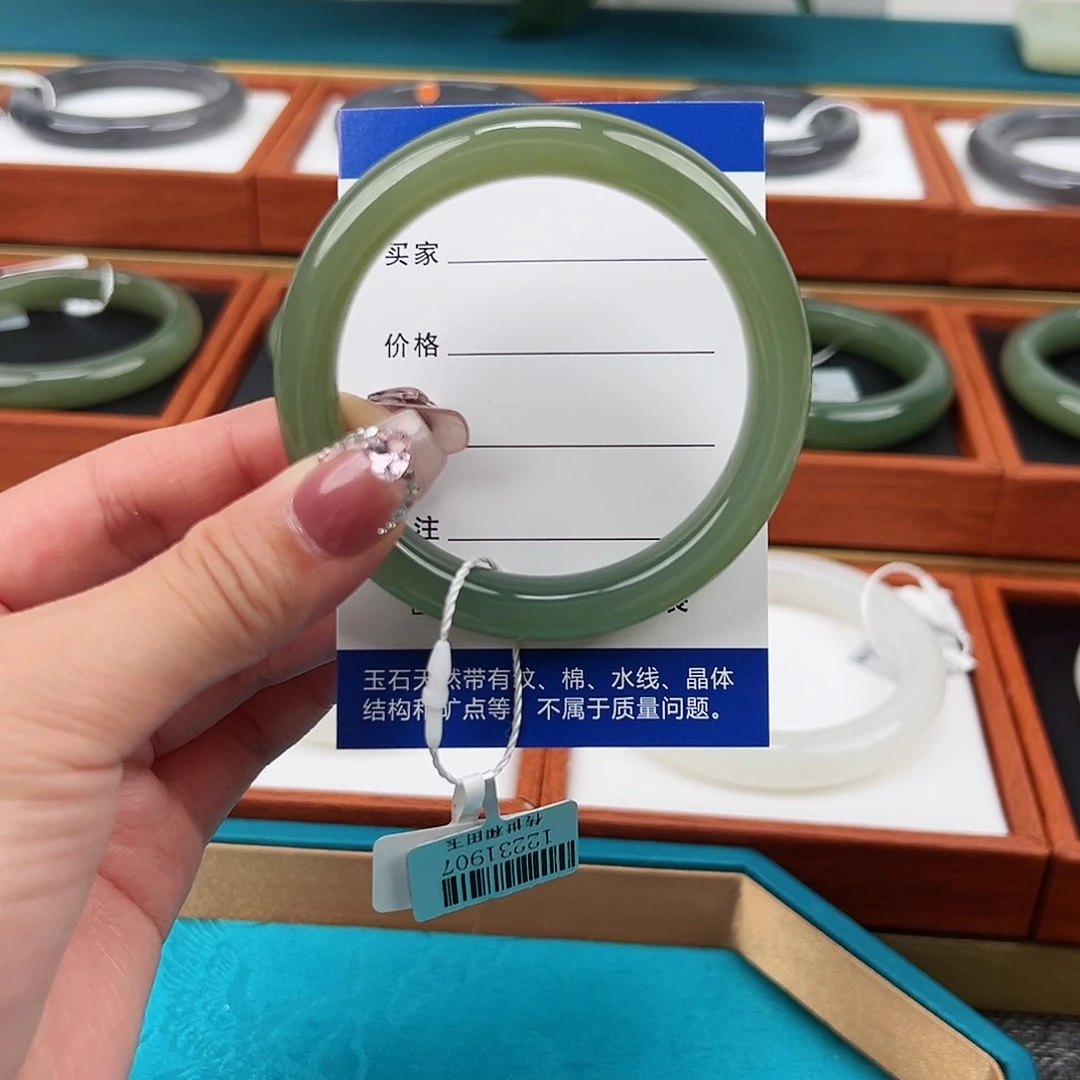 买家
价格
注
玉石天然带有纹、棉、水线、晶体
结构和矿点等，不属于质量问题。
12231907
传世和田玉